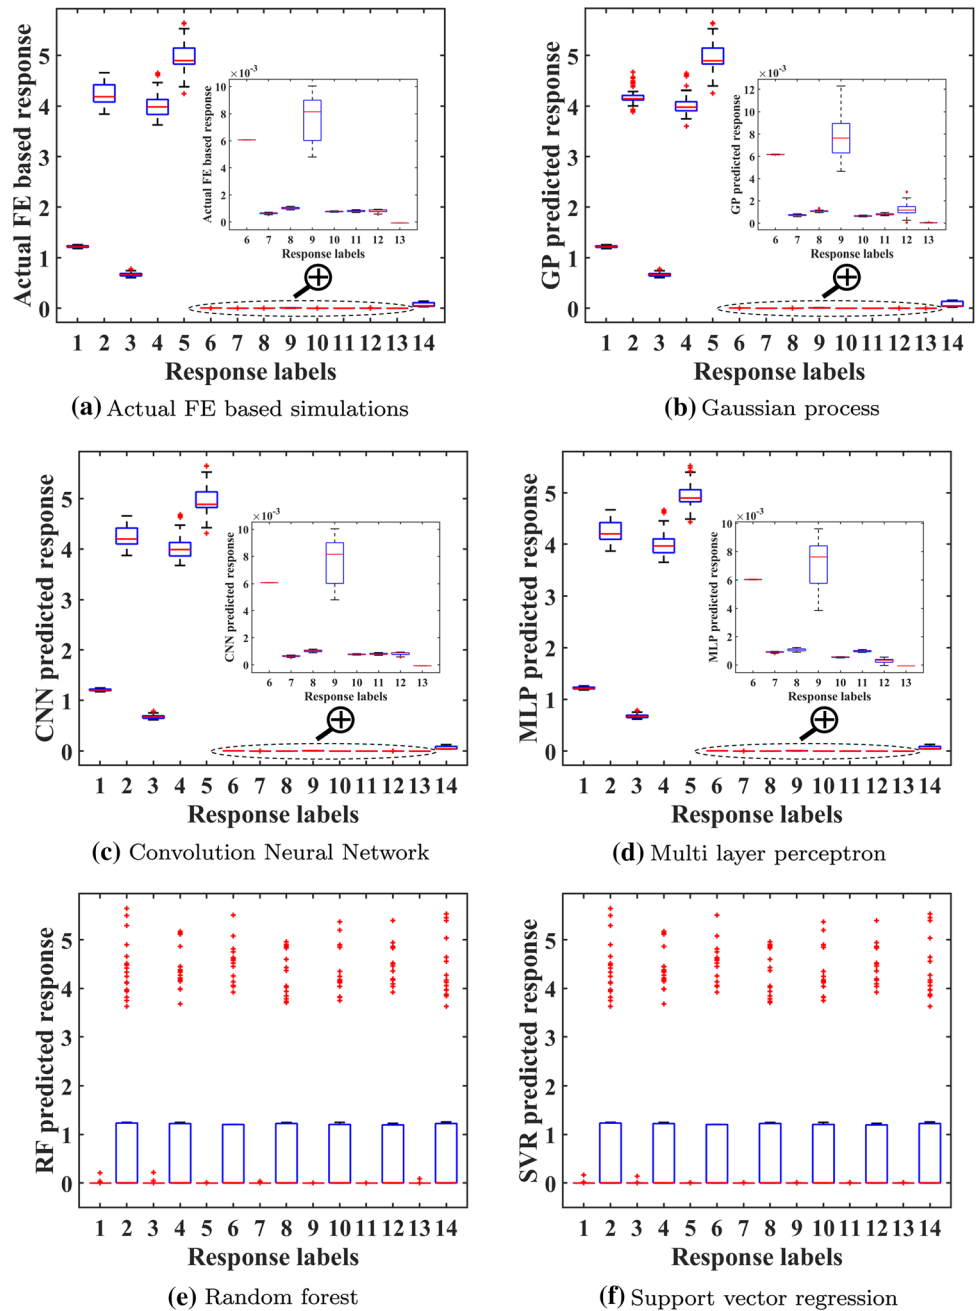 Actual FE based response
5
4
3
2
1
0
×10⁻³
Actual FE based response
10
8
6
4
2
0
6 7 8 9 10 11 12 13
Response labels
1 2 3 4 5 6 7 8 9 10 11 12 13 14
Response labels
(a) Actual FE based simulations
GP predicted response
5
4
3
2
1
0
×10⁻³
GP predicted response
12
10
8
6
4
2
0
6 7 8 9 10 11 12 13
Response labels
1 2 3 4 5 6 7 8 9 10 11 12 13 14
Response labels
(b) Gaussian process
CNN predicted response
5
4
3
2
1
0
×10⁻³
CNN predicted response
10
8
6
4
2
0
6 7 8 9 10 11 12 13
Response labels
1 2 3 4 5 6 7 8 9 10 11 12 13 14
Response labels
(c) Convolution Neural Network
MLP predicted response
5
4
3
2
1
0
×10⁻³
MLP predicted response
10
8
6
4
2
0
6 7 8 9 10 11 12 13
Response labels
1 2 3 4 5 6 7 8 9 10 11 12 13 14
Response labels
(d) Multi layer perceptron
RF predicted response
5
4
3
2
1
0
1 2 3 4 5 6 7 8 9 10 11 12 13 14
Response labels
(e) Random forest
SVR predicted response
5
4
3
2
1
0
1 2 3 4 5 6 7 8 9 10 11 12 13 14
Response labels
(f) Support vector regression